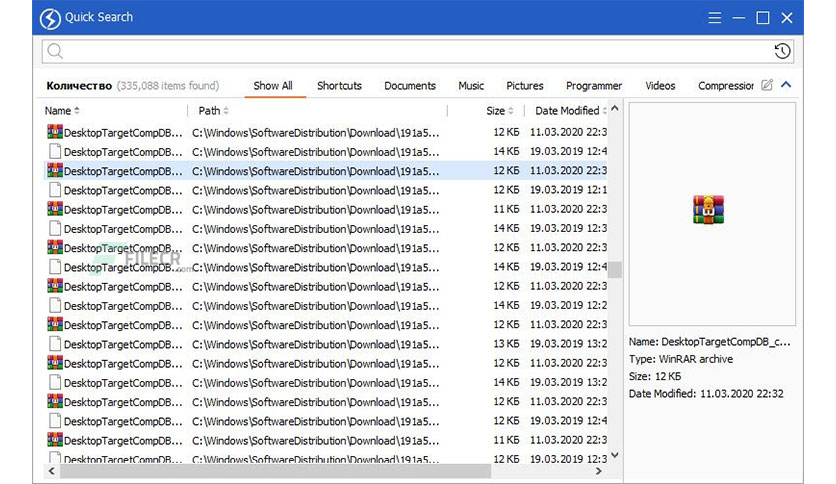 Quick Search
Количество (335,088 items found) Show All Shortcuts Documents Music Pictures Programmer Videos Compression
Name Path Size Date Modified
DesktopTargetCompDB... C:\Windows\SoftwareDistribution\Download\191a5... 12 КБ 11.03.2020 22:3
DesktopTargetCompDB... C:\Windows\SoftwareDistribution\Download\191a5... 14 КБ 19.03.2019 12:4
DesktopTargetCompDB... C:\Windows\SoftwareDistribution\Download\191a5... 12 КБ 11.03.2020 22:3
DesktopTargetCompDB... C:\Windows\SoftwareDistribution\Download\191a5... 12 КБ 19.03.2019 12:1
DesktopTargetCompDB... C:\Windows\SoftwareDistribution\Download\191a5... 11 КБ 11.03.2020 22:3
DesktopTargetCompDB... C:\Windows\SoftwareDistribution\Download\191a5... 14 КБ 19.03.2019 12:3
DesktopTargetCompDB... C:\Windows\SoftwareDistribution\Download\191a5... 12 КБ 11.03.2020 22:3
DesktopTargetCompDB... C:\Windows\SoftwareDistribution\Download\191a5... 14 КБ 19.03.2019 12:4
DesktopTargetCompDB... C:\Windows\SoftwareDistribution\Download\191a5... 12 КБ 11.03.2020 22:3
DesktopTargetCompDB... C:\Windows\SoftwareDistribution\Download\191a5... 14 КБ 19.03.2019 12:2
DesktopTargetCompDB... C:\Windows\SoftwareDistribution\Download\191a5... 12 КБ 11.03.2020 22:3
DesktopTargetCompDB... C:\Windows\SoftwareDistribution\Download\191a5... 13 КБ 19.03.2019 13:2
DesktopTargetCompDB... C:\Windows\SoftwareDistribution\Download\191a5... 12 КБ 11.03.2020 22:3
DesktopTargetCompDB... C:\Windows\SoftwareDistribution\Download\191a5... 14 КБ 19.03.2019 13:2
DesktopTargetCompDB... C:\Windows\SoftwareDistribution\Download\191a5... 12 КБ 11.03.2020 22:3
DesktopTargetCompDB... C:\Windows\SoftwareDistribution\Download\191a5... 12 КБ 19.03.2019 12:4
DesktopTargetCompDB... C:\Windows\SoftwareDistribution\Download\191a5... 11 КБ 11.03.2020 22:3
DesktopTargetCompDB... C:\Windows\SoftwareDistribution\Download\191a5... 12 КБ 19.03.2019 12:3
FILECR .com
Name: DesktopTargetCompDB_c...
Type: WinRAR archive
Size: 12 КБ
Date Modified: 11.03.2020 22:32